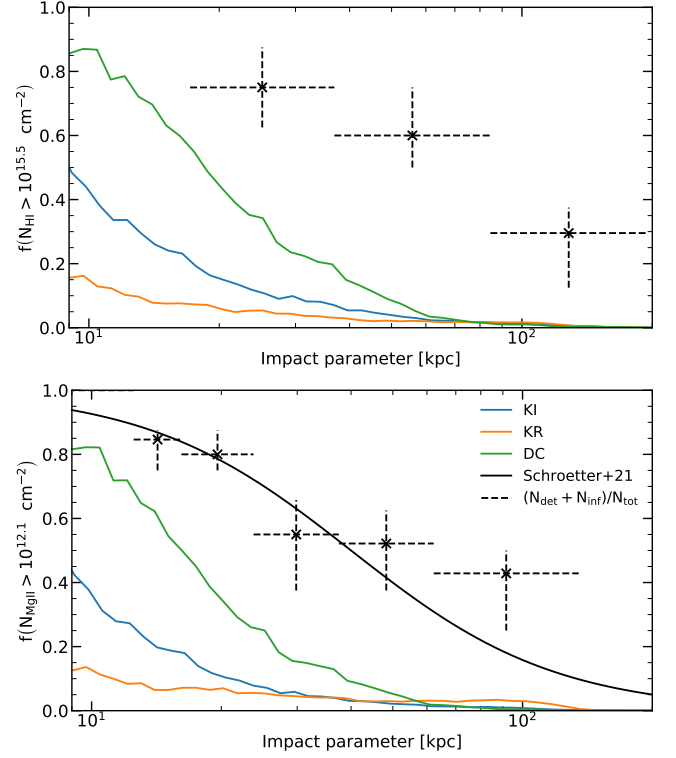 1.0
0.8
0.6
0.4
0.2
0.0
f(N_HI > 10^15.5 cm^−2)
10^1
10^2
Impact parameter [kpc]
1.0
0.8
0.6
0.4
0.2
0.0
f(N_MgII > 10^12.1 cm^−2)
KI
KR
DC
Schroetter+21
(N_det + N_inf)/N_tot
10^1
10^2
Impact parameter [kpc]